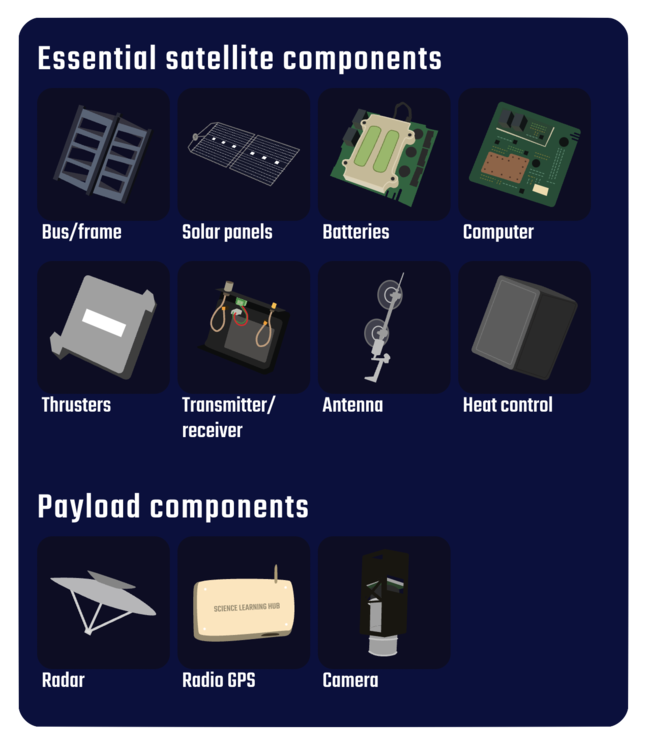 Essential satellite components
Bus/frame
Solar panels
Batteries
Computer
Thrusters
Transmitter/
receiver
Antenna
Heat control
Payload components
SCIENCE LEARNING HUB
Radar
Radio GPS
Camera